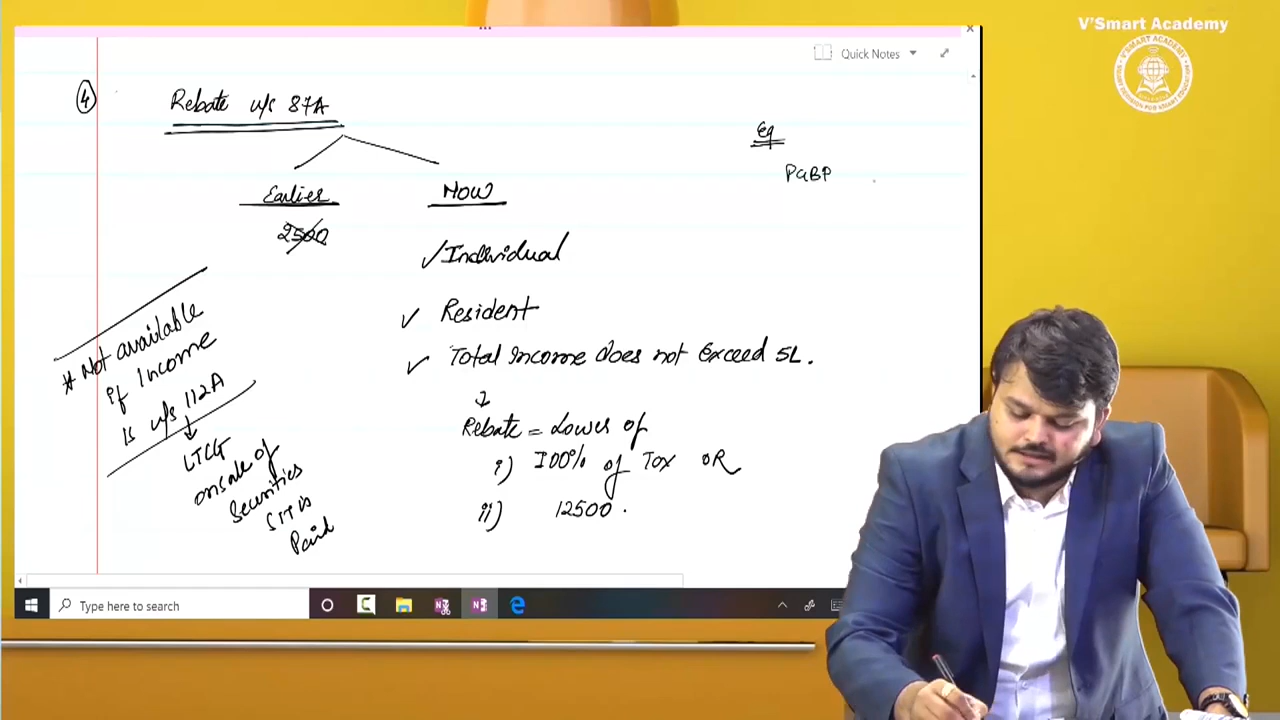 V'Smart Academy
Quick Notes
④ Rebate u/s 87A
Eg
PGBP
Earlier
Now
2500
✓ Individual
✓ Resident
✓ Total Income does not Exceed 5L.
Rebate = Lower of
i) 100% of Tax OR
ii) 12500.
* Not available
if Income
is u/s 112A
LTCG
on sale of
Securities
STT is
Paid
Type here to search